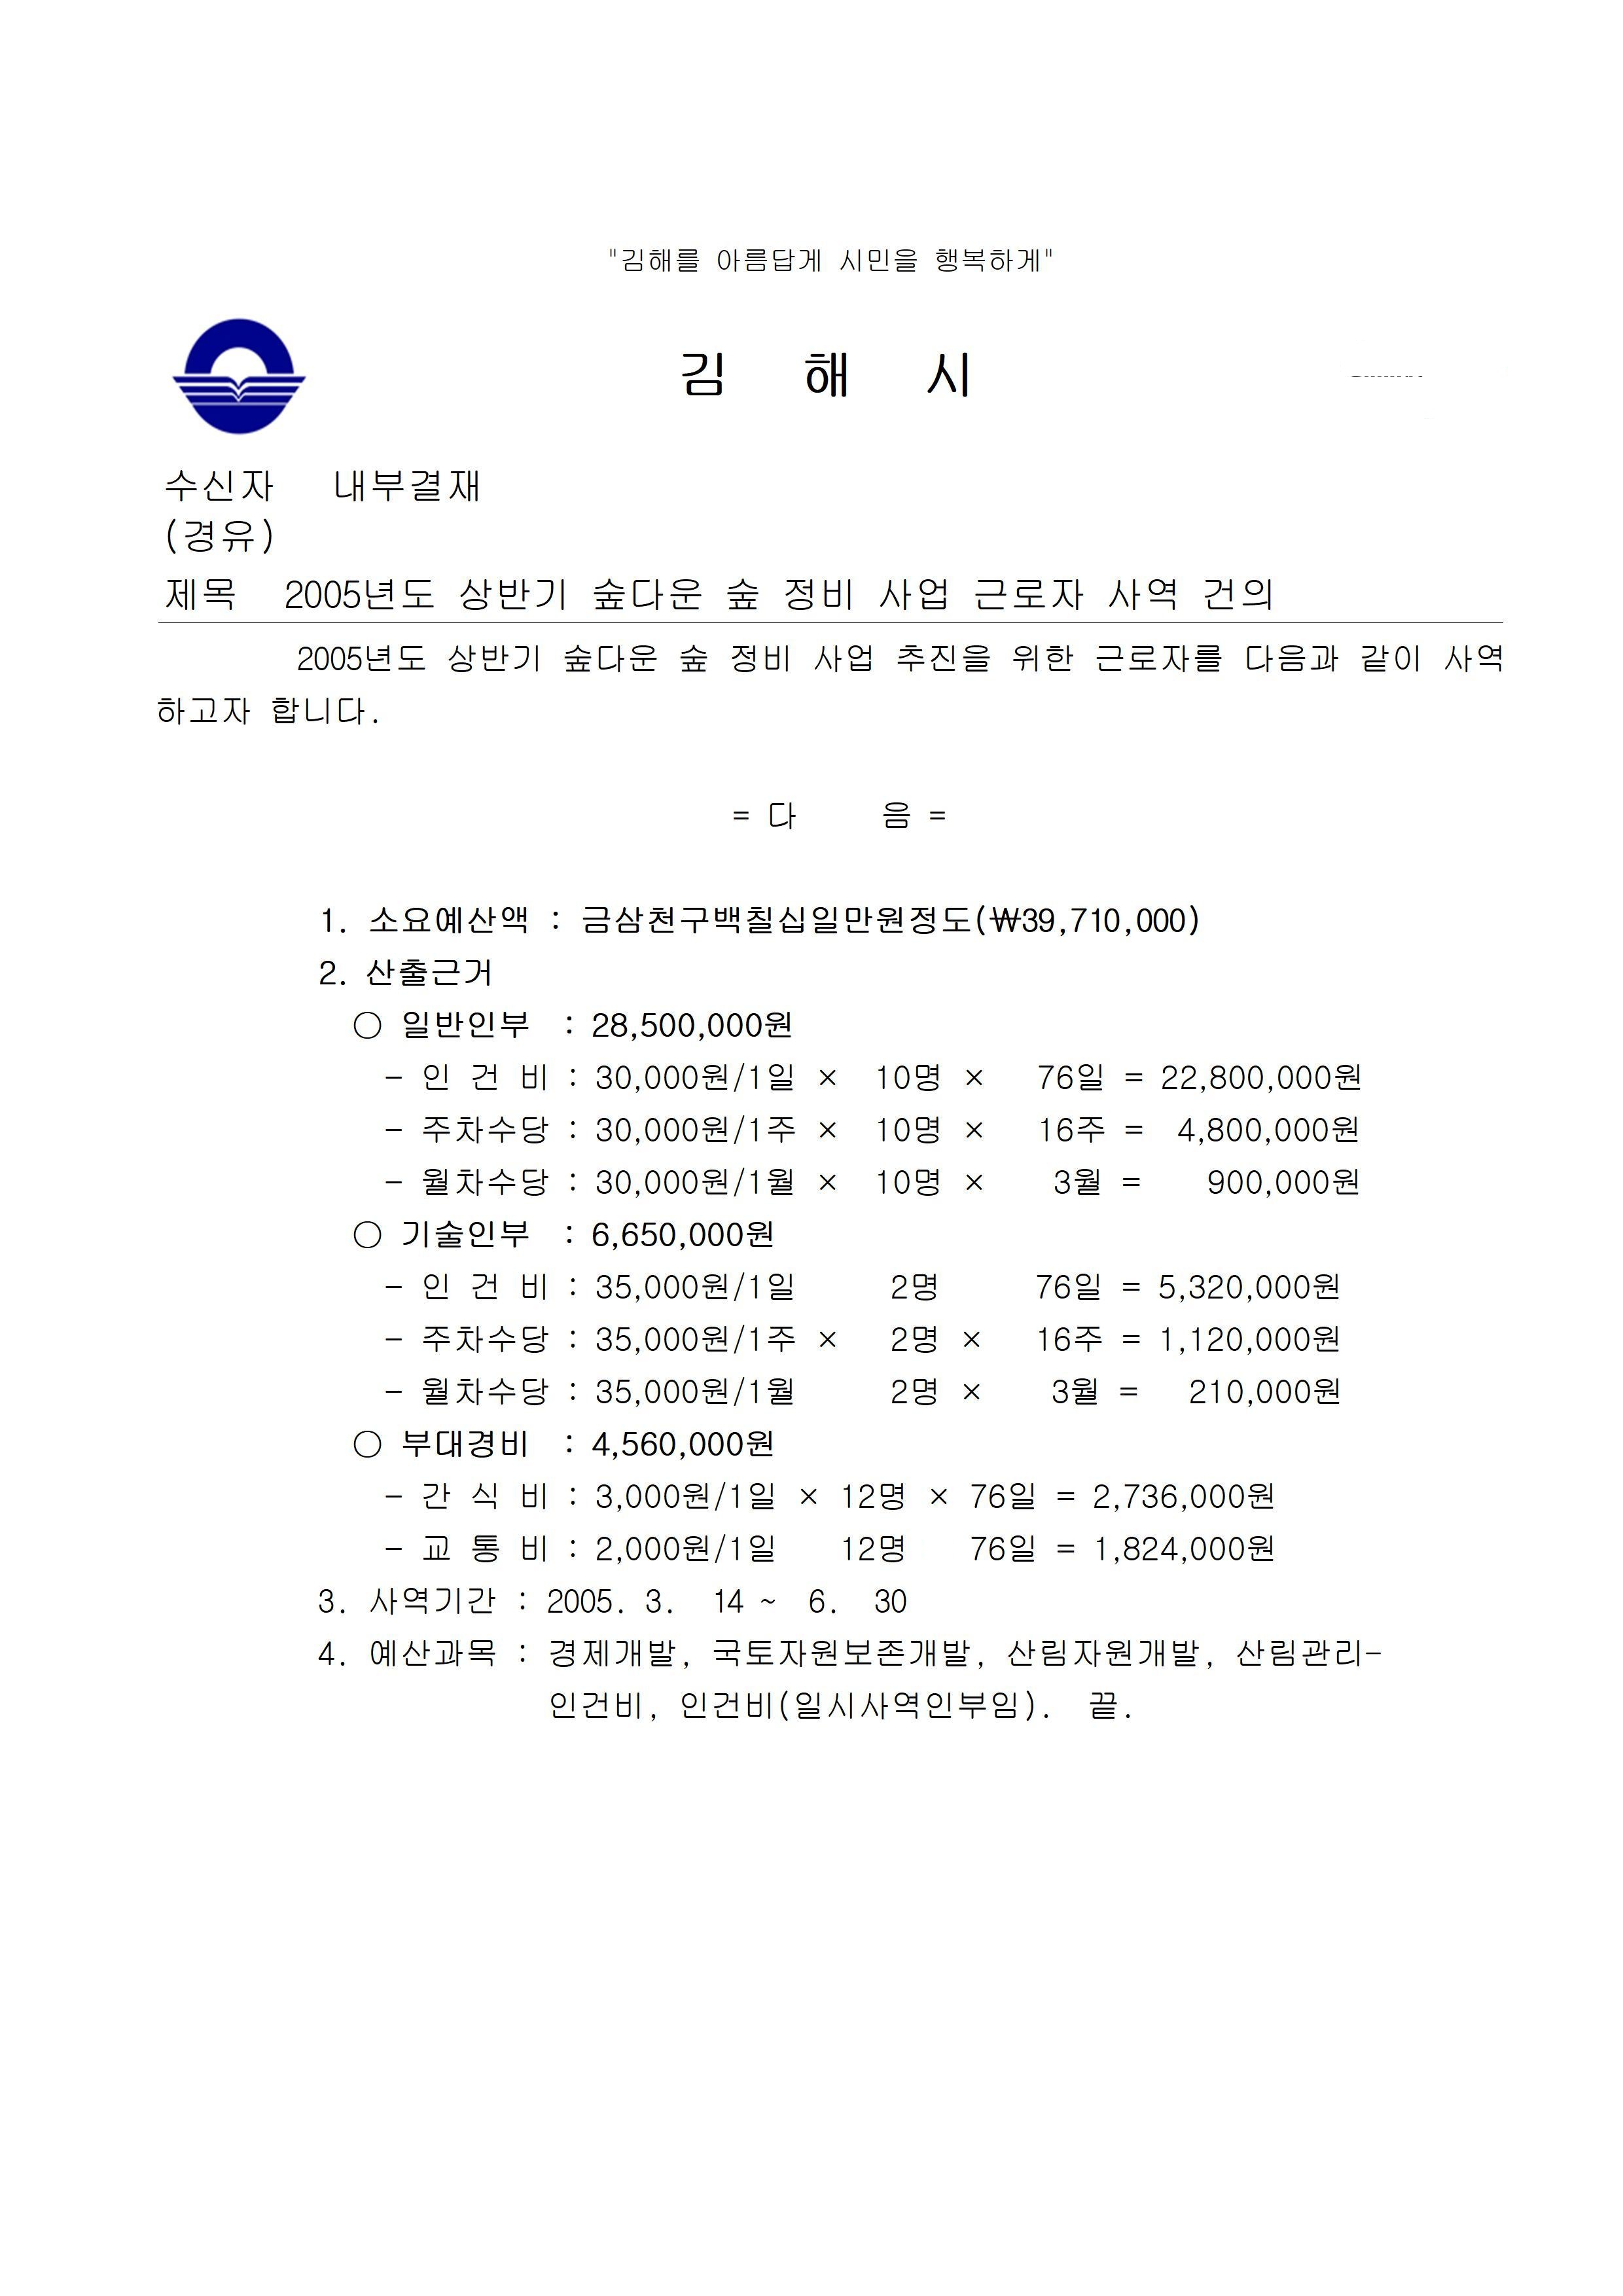 "김해를 아름답게 시민을 행복하게"
김 해 시
수신자 내부결재
(경유)
제목 2005년도 상반기 숲다운 숲 정비 사업 근로자 사역 건의
2005년도 상반기 숲다운 숲 정비 사업 추진을 위한 근로자를 다음과 같이 사역
하고자 합니다.
= 다 음 =
1. 소요예산액 : 금삼천구백칠십일만원정도(₩39,710,000)
2. 산출근거
○ 일반인부 : 28,500,000원
- 인 건 비 : 30,000원/1일 × 10명 × 76일 = 22,800,000원
- 주차수당 : 30,000원/1주 × 10명 × 16주 = 4,800,000원
- 월차수당 : 30,000원/1월 × 10명 × 3월 = 900,000원
○ 기술인부 : 6,650,000원
- 인 건 비 : 35,000원/1일 2명 76일 = 5,320,000원
- 주차수당 : 35,000원/1주 × 2명 × 16주 = 1,120,000원
- 월차수당 : 35,000원/1월 2명 × 3월 = 210,000원
○ 부대경비 : 4,560,000원
- 간 식 비 : 3,000원/1일 × 12명 × 76일 = 2,736,000원
- 교 통 비 : 2,000원/1일 12명 76일 = 1,824,000원
3. 사역기간 : 2005. 3. 14 ~ 6. 30
4. 예산과목 : 경제개발, 국토자원보존개발, 산림자원개발, 산림관리-
인건비, 인건비(일시사역인부임). 끝.